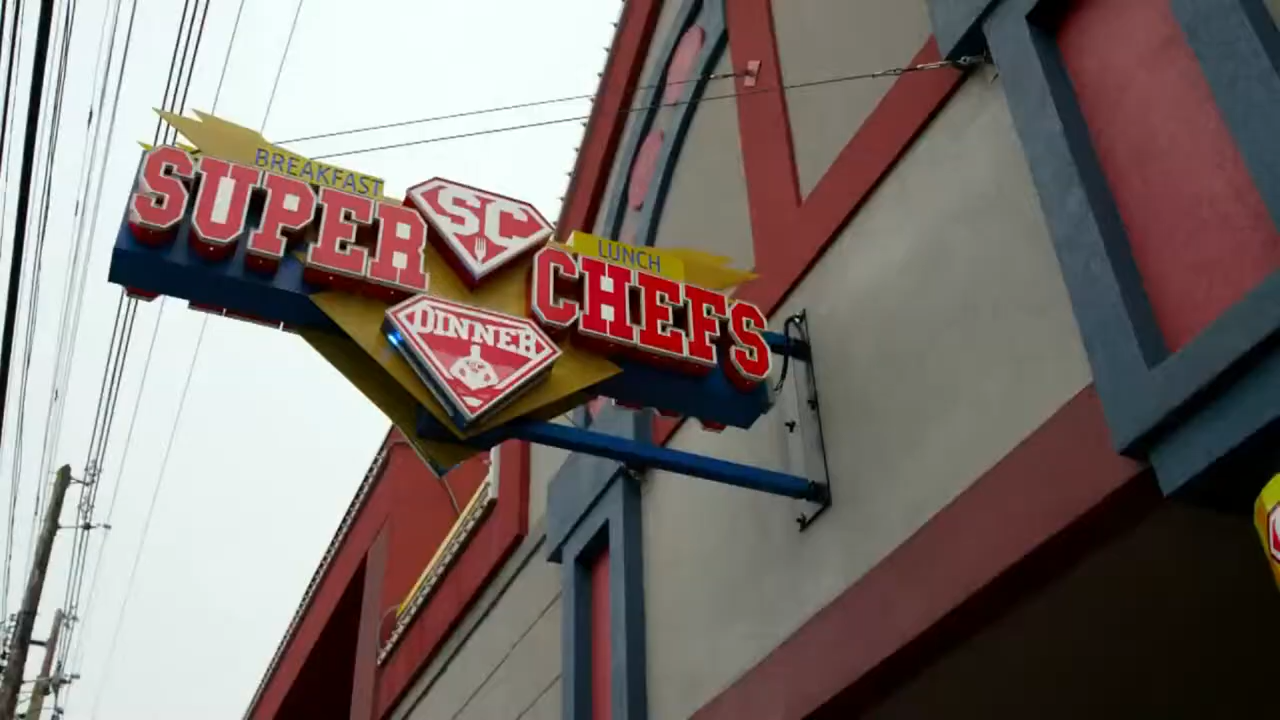 BREAKFAST
SUPER
SC
LUNCH
CHEFS
DINNER